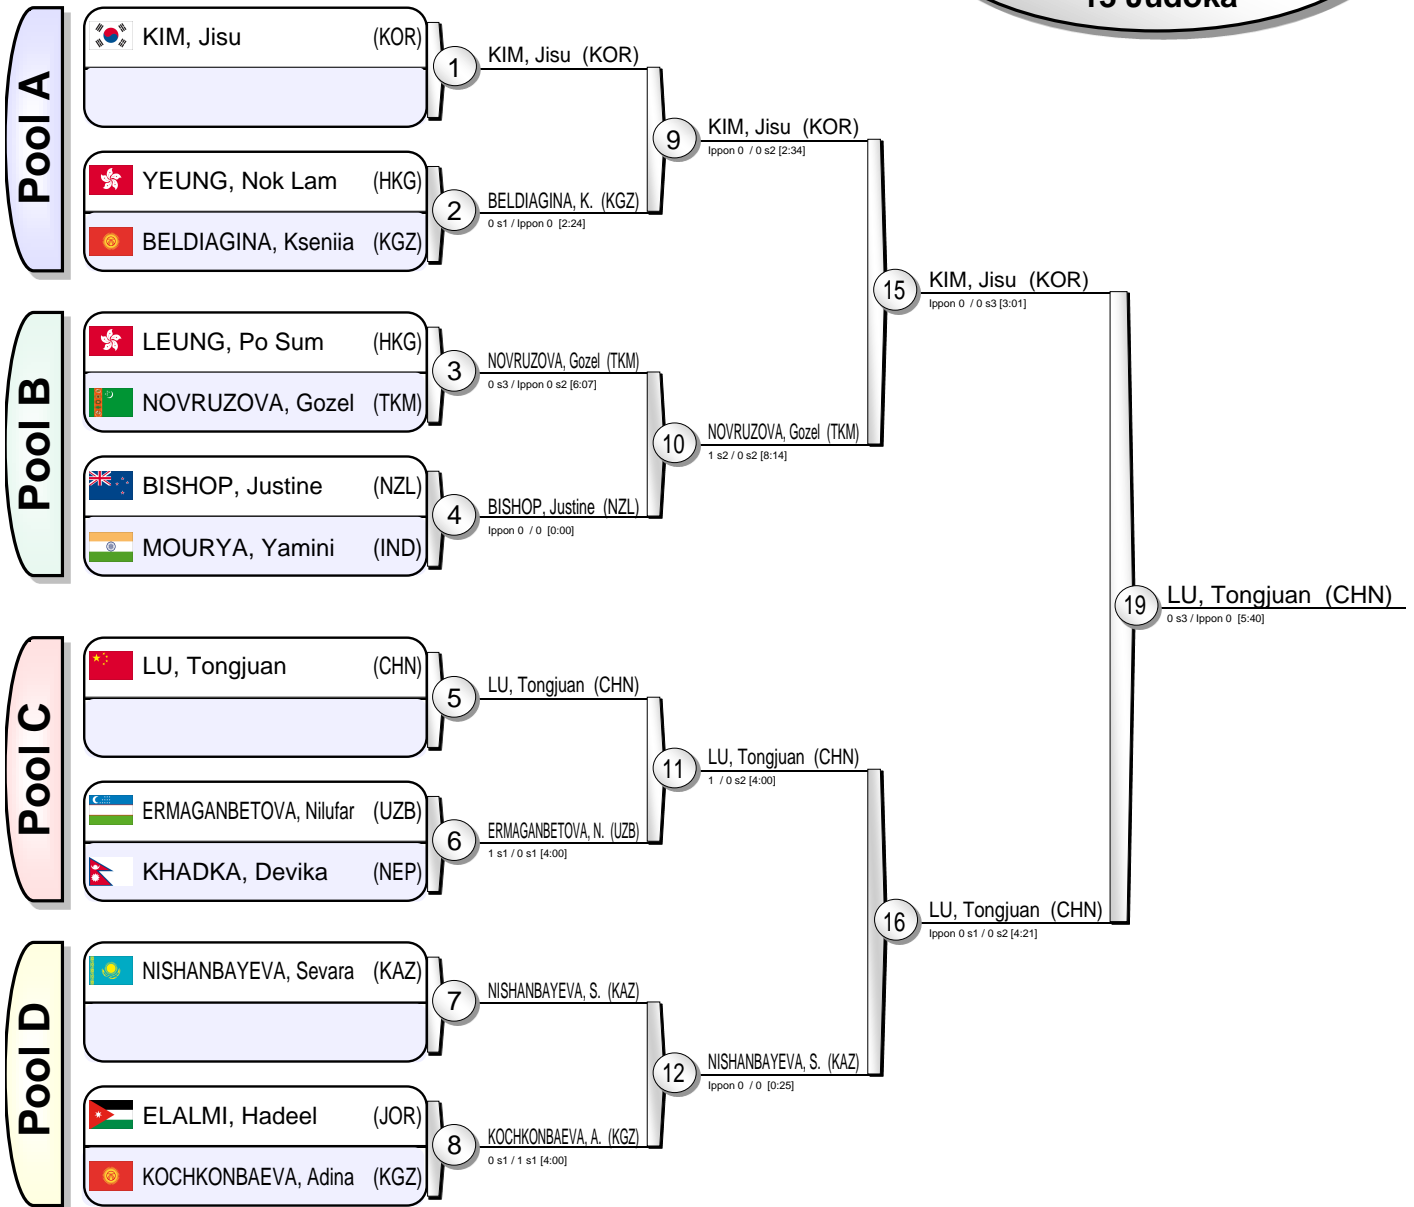 13 Judoka
Pool A
KIM, Jisu (KOR)
YEUNG, Nok Lam (HKG)
BELDIAGINA, Kseniia (KGZ)
1
KIM, Jisu (KOR)
2
BELDIAGINA, K. (KGZ)
0 s1 / Ippon 0 [2:24]
9
KIM, Jisu (KOR)
Ippon 0 / 0 s2 [2:34]
Pool B
LEUNG, Po Sum (HKG)
NOVRUZOVA, Gozel (TKM)
BISHOP, Justine (NZL)
MOURYA, Yamini (IND)
3
NOVRUZOVA, Gozel (TKM)
0 s3 / Ippon 0 s2 [6:07]
4
BISHOP, Justine (NZL)
Ippon 0 / 0 [0:00]
10
NOVRUZOVA, Gozel (TKM)
1 s2 / 0 s2 [8:14]
15
KIM, Jisu (KOR)
Ippon 0 / 0 s3 [3:01]
Pool C
LU, Tongjuan (CHN)
ERMAGANBETOVA, Nilufar (UZB)
KHADKA, Devika (NEP)
5
LU, Tongjuan (CHN)
6
ERMAGANBETOVA, N. (UZB)
1 s1 / 0 s1 [4:00]
11
LU, Tongjuan (CHN)
1 / 0 s2 [4:00]
Pool D
NISHANBAYEVA, Sevara (KAZ)
ELALMI, Hadeel (JOR)
KOCHKONBAEVA, Adina (KGZ)
7
NISHANBAYEVA, S. (KAZ)
8
KOCHKONBAEVA, A. (KGZ)
0 s1 / 1 s1 [4:00]
12
NISHANBAYEVA, S. (KAZ)
Ippon 0 / 0 [0:25]
16
LU, Tongjuan (CHN)
Ippon 0 s1 / 0 s2 [4:21]
19
LU, Tongjuan (CHN)
0 s3 / Ippon 0 [5:40]